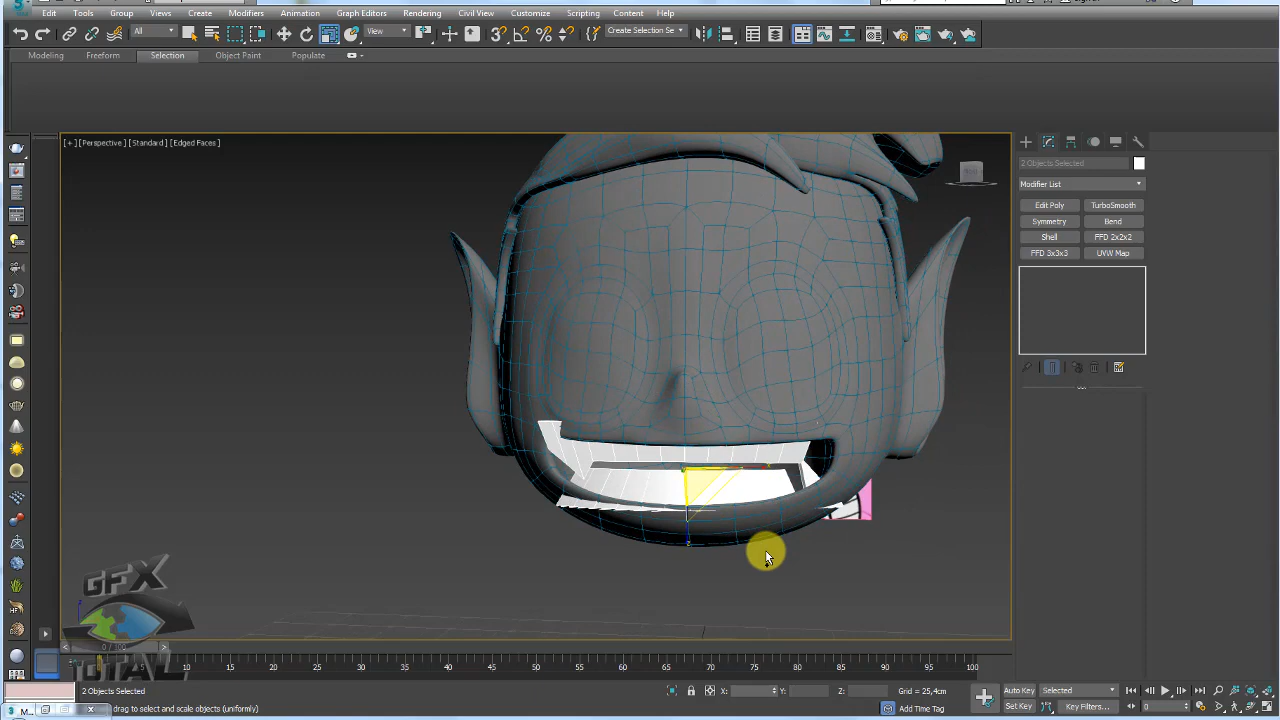 Edit Tools Group Views Create Modifiers Animation Graph Editors Rendering Civil View Customize Scripting Content Help
All View Create Selection Se
Modeling Freeform Selection Object Paint Populate
[+] [Perspective] [Standard] [Edged Faces]
2 Objects Selected
Modifier List
Edit Poly TurboSmooth
Symmetry Bend
Shell FFD 2x2x2
FFD 3x3x3 UVW Map
GFX
TOTAL
0 / 100
5 10 15 20 25 30 35 40 45 50 55 60 65 70 75 80 85 90 95 100
2 Objects Selected X: Y: Z: Grid = 25,4cm Auto Key Selected
drag to select and scale objects (uniformly) Add Time Tag Set Key Key Filters... 0